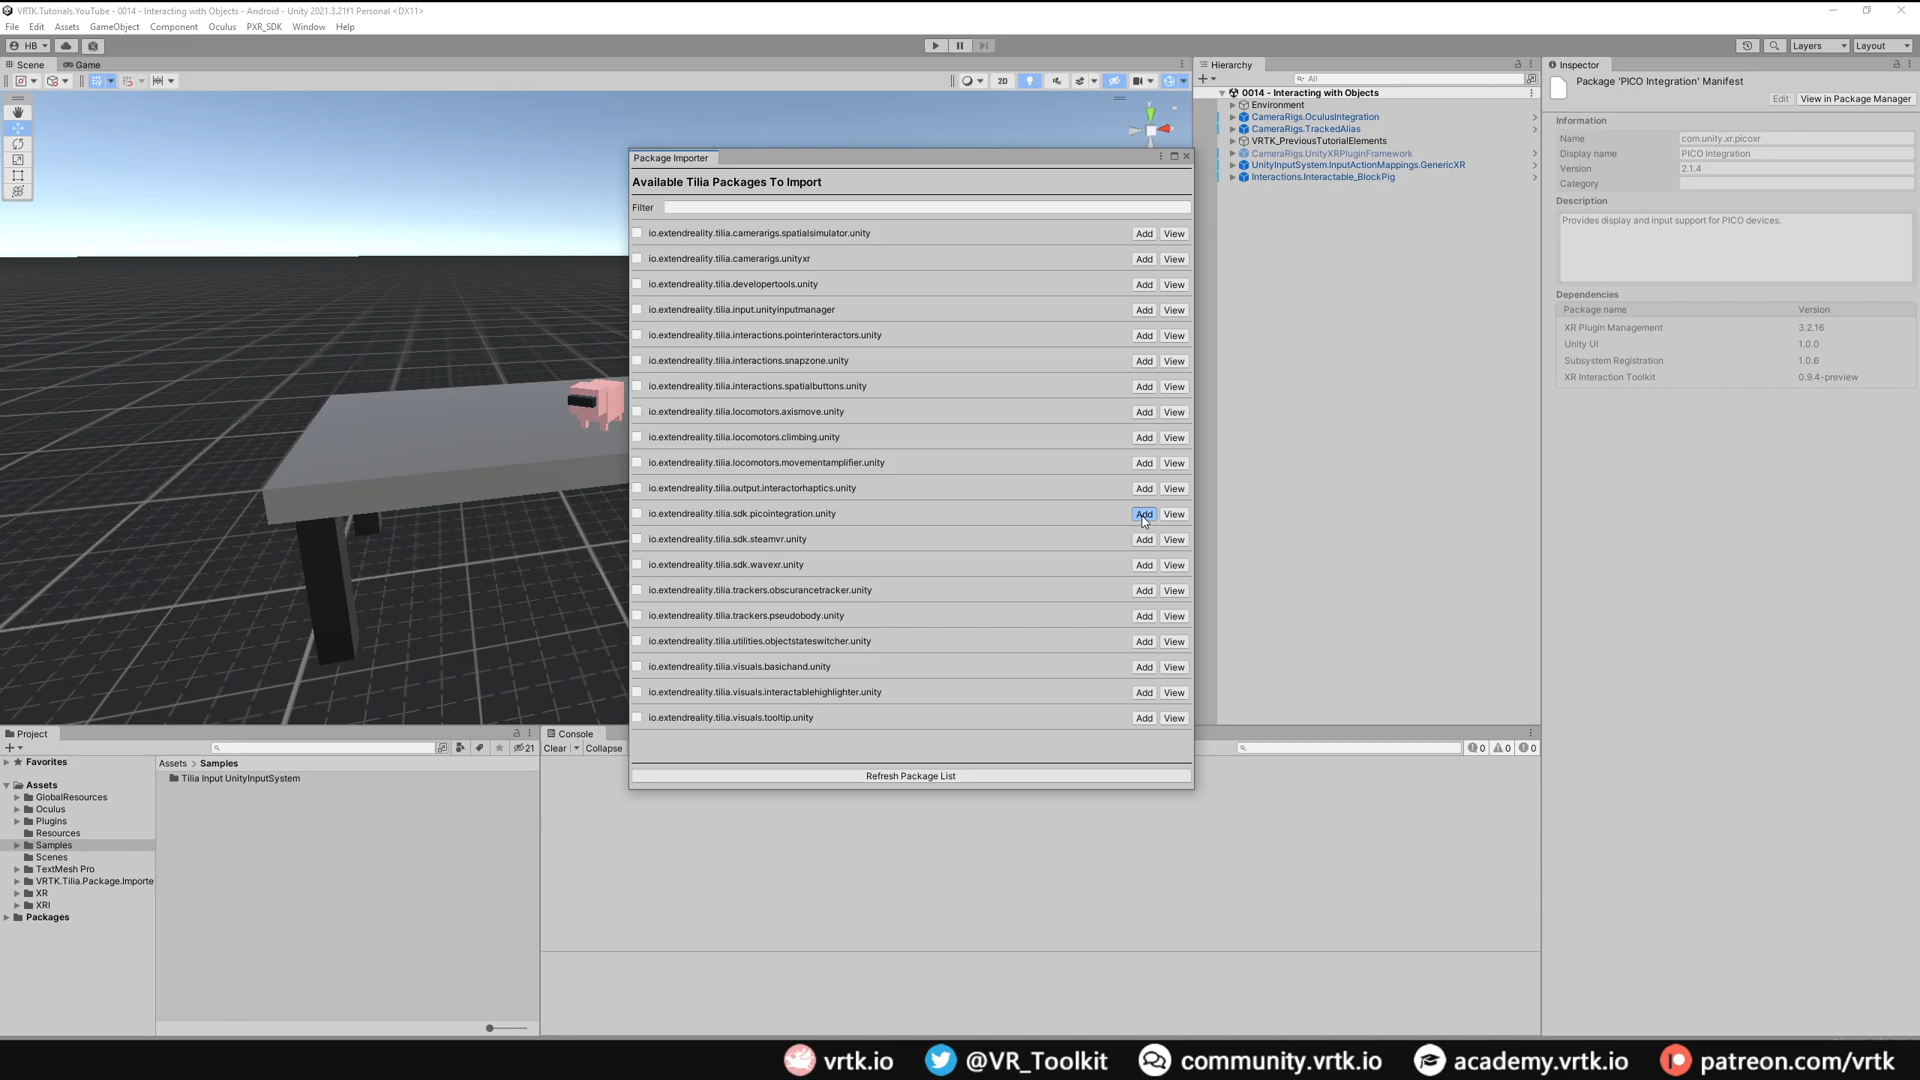 VRTK.Tutorials.YouTube - 0014 - Interacting with Objects - Android - Unity 2021.3.21f1 Personal <DX11>
File Edit Assets GameObject Component Oculus PXR_SDK Window Help
HB Layers Layout
Scene Game
2D
Hierarchy
All
0014 - Interacting with Objects
Environment
CameraRigs.OculusIntegration
CameraRigs.TrackedAlias
VRTK_PreviousTutorialElements
CameraRigs.UnityXRPluginFramework
UnityInputSystem.InputActionMappings.GenericXR
Interactions.Interactable_BlockPig
Inspector
Package 'PICO Integration' Manifest
Edit View in Package Manager
Information
Name com.unity.xr.picoxr
Display name PICO Integration
Version 2.1.4
Category
Description
Provides display and input support for PICO devices.
Dependencies
Package name Version
XR Plugin Management 3.2.16
Unity UI 1.0.0
Subsystem Registration 1.0.6
XR Interaction Toolkit 0.9.4-preview
Package Importer
Available Tilia Packages To Import
Filter
io.extendreality.tilia.camerarigs.spatialsimulator.unity Add View
io.extendreality.tilia.camerarigs.unityxr Add View
io.extendreality.tilia.developertools.unity Add View
io.extendreality.tilia.input.unityinputmanager Add View
io.extendreality.tilia.interactions.pointerinteractors.unity Add View
io.extendreality.tilia.interactions.snapzone.unity Add View
io.extendreality.tilia.interactions.spatialbuttons.unity Add View
io.extendreality.tilia.locomotors.axismove.unity Add View
io.extendreality.tilia.locomotors.climbing.unity Add View
io.extendreality.tilia.locomotors.movementamplifier.unity Add View
io.extendreality.tilia.output.interactorhaptics.unity Add View
io.extendreality.tilia.sdk.picointegration.unity Add View
io.extendreality.tilia.sdk.steamvr.unity Add View
io.extendreality.tilia.sdk.wavexr.unity Add View
io.extendreality.tilia.trackers.obscurancetracker.unity Add View
io.extendreality.tilia.trackers.pseudobody.unity Add View
io.extendreality.tilia.utilities.objectstateswitcher.unity Add View
io.extendreality.tilia.visuals.basichand.unity Add View
io.extendreality.tilia.visuals.interactablehighlighter.unity Add View
io.extendreality.tilia.visuals.tooltip.unity Add View
Refresh Package List
Project
21
Favorites
Assets
GlobalResources
Oculus
Plugins
Resources
Samples
Scenes
TextMesh Pro
VRTK.Tilia.Package.Importe
XR
XRI
Packages
Assets > Samples
Tilia Input UnityInputSystem
Console
Clear Collapse
0 0 0
vrtk.io @VR_Toolkit community.vrtk.io academy.vrtk.io patreon.com/vrtk